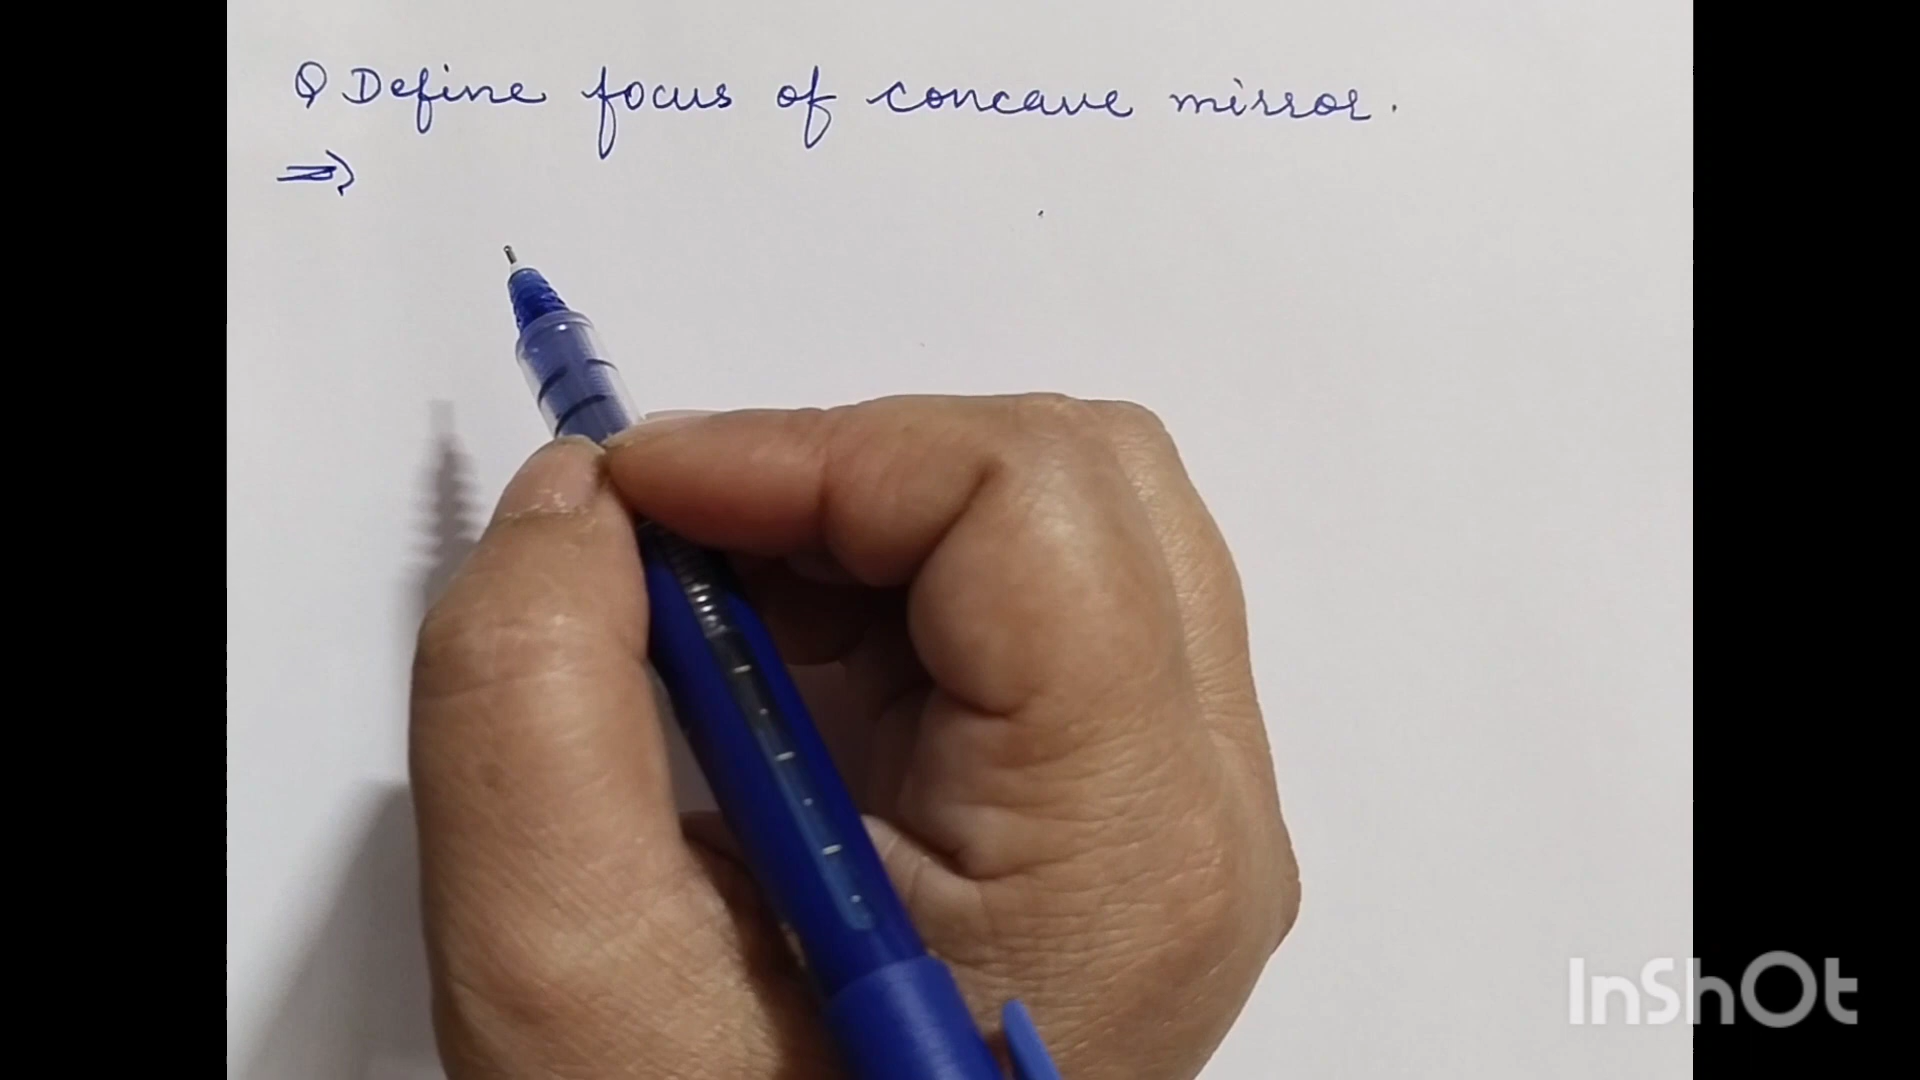 Q Define focus of concave mirror.
⇒
InShOt